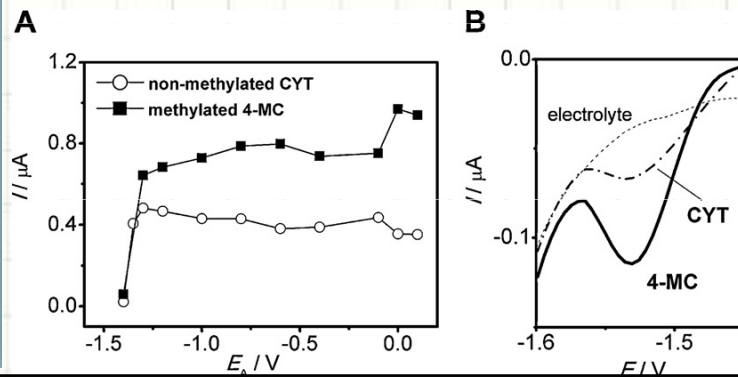 A
1.2
0.8
0.4
0.0
I / μA
non-methylated CYT
methylated 4-MC
-1.5
-1.0
-0.5
0.0
E_A / V
B
0.0
-0.1
I / μA
electrolyte
CYT
4-MC
-1.6
-1.5
E / V